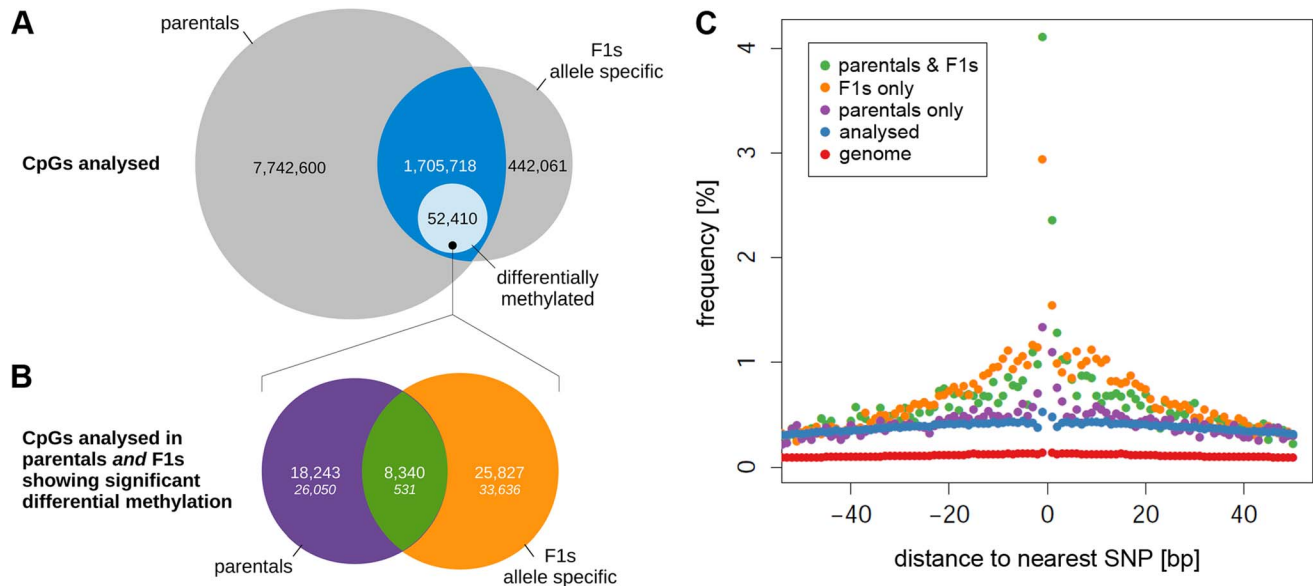 A
parentals
F1s
allele specific
CpGs analysed
7,742,600
1,705,718
442,061
52,410
differentially
methylated
B
CpGs analysed in
parentals and F1s
showing significant
differential methylation
18,243
26,050
8,340
531
25,827
33,636
parentals
F1s
allele specific
C
parentals & F1s
F1s only
parentals only
analysed
genome
frequency [%]
4
3
2
1
0
−40
−20
0
20
40
distance to nearest SNP [bp]